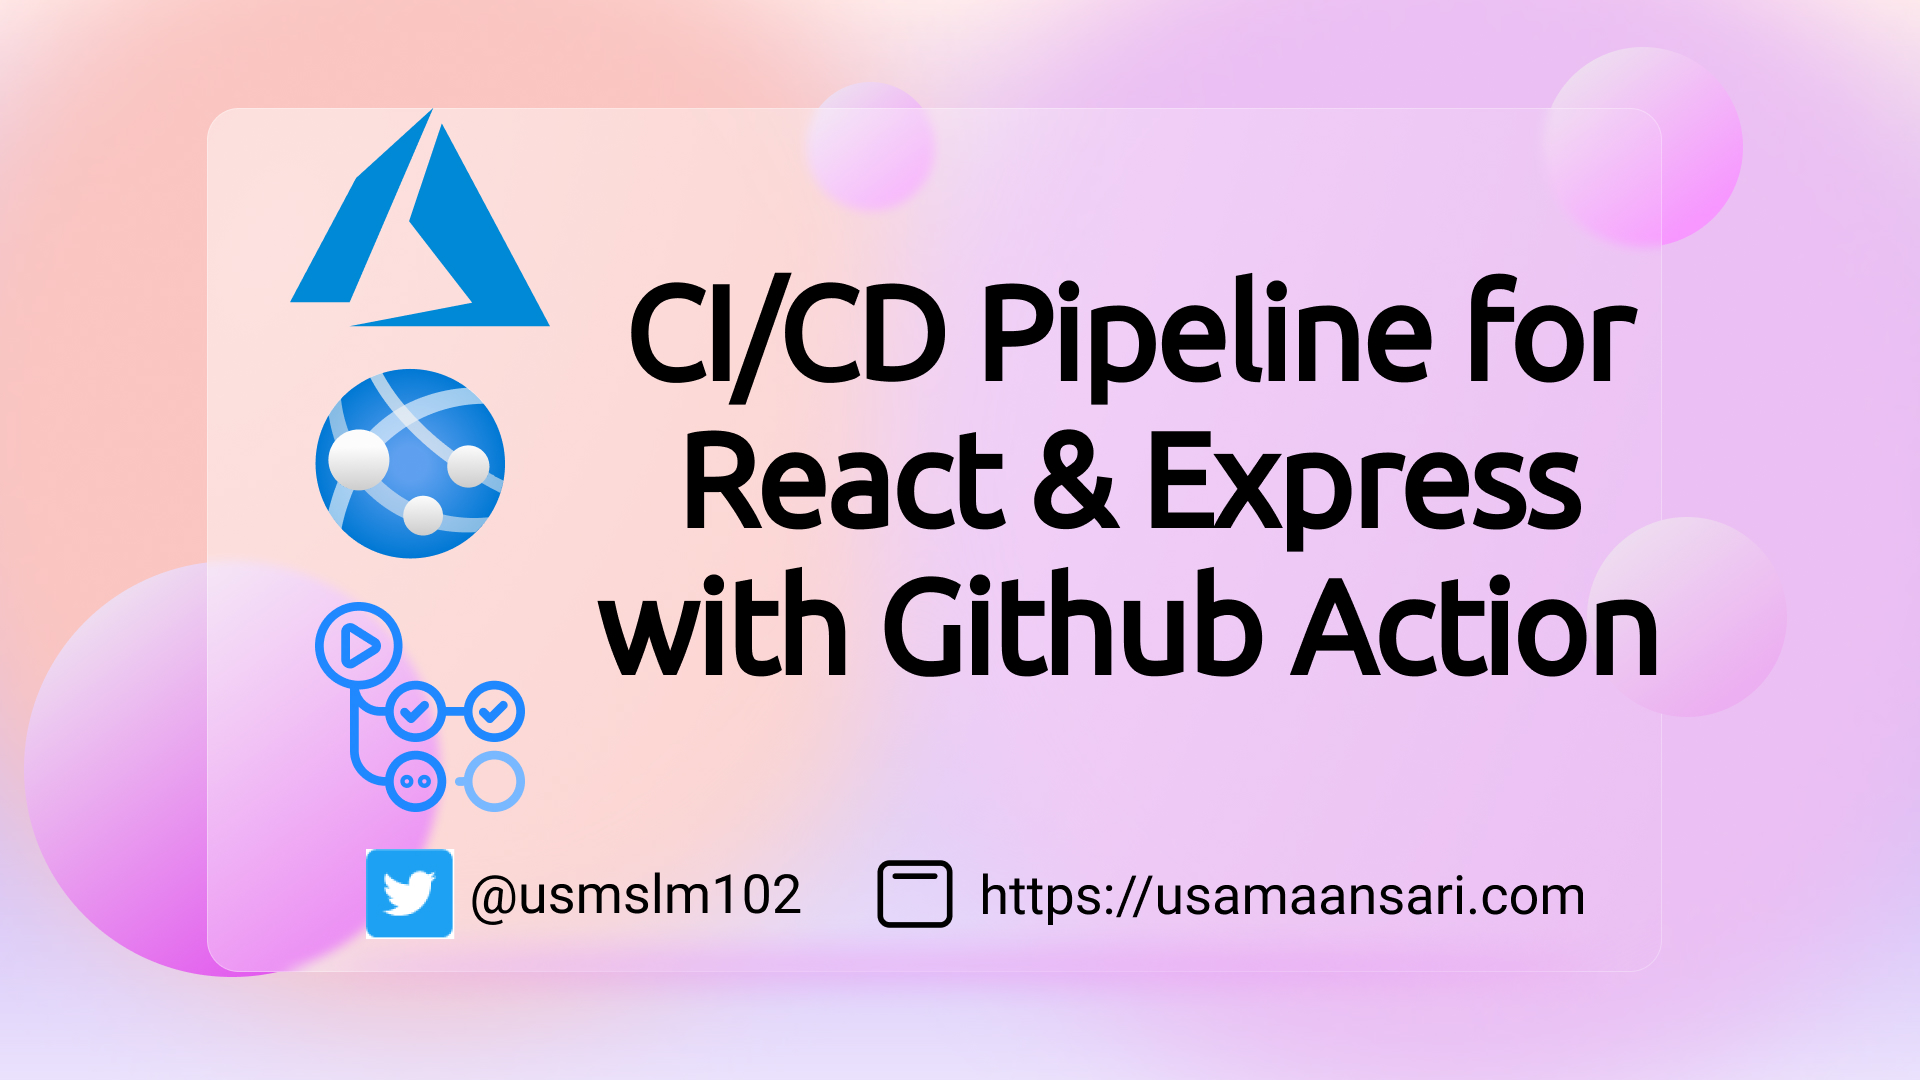 CI/CD Pipeline for
React & Express
with Github Action
@usmslm102
https://usamaansari.com